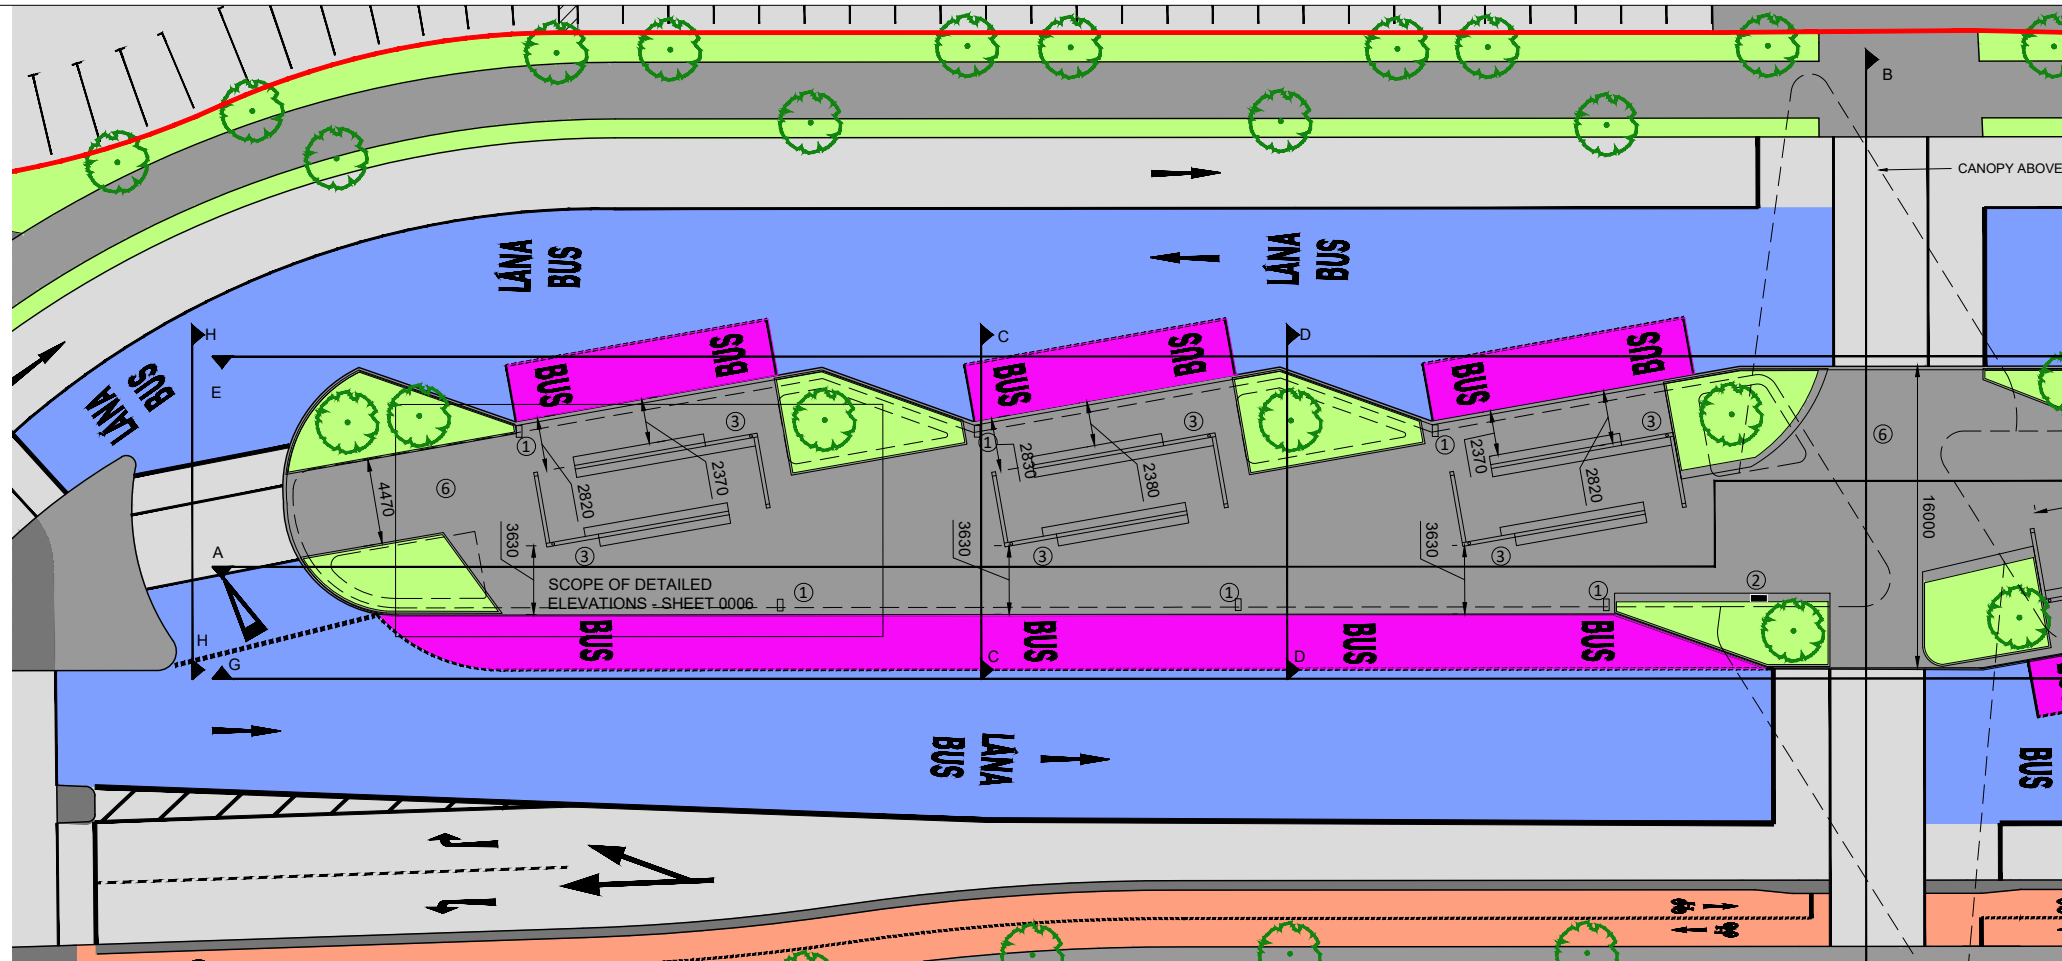 B
CANOPY ABOVE
LÁNA
BUS
LÁNA
BUS
LÁNA
BUS
H
C
D
E
BUS
BUS
BUS
BUS
BUS
BUS
1
3
1
3
1
3
6
6
2820
2370
2830
2380
2370
2820
4470
16000
3630
3630
3630
3
3
3
A
SCOPE OF DETAILED
ELEVATIONS - SHEET 0006
1
1
1
2
BUS
BUS
BUS
BUS
H
G
C
D
LÁNA
BUS
BUS